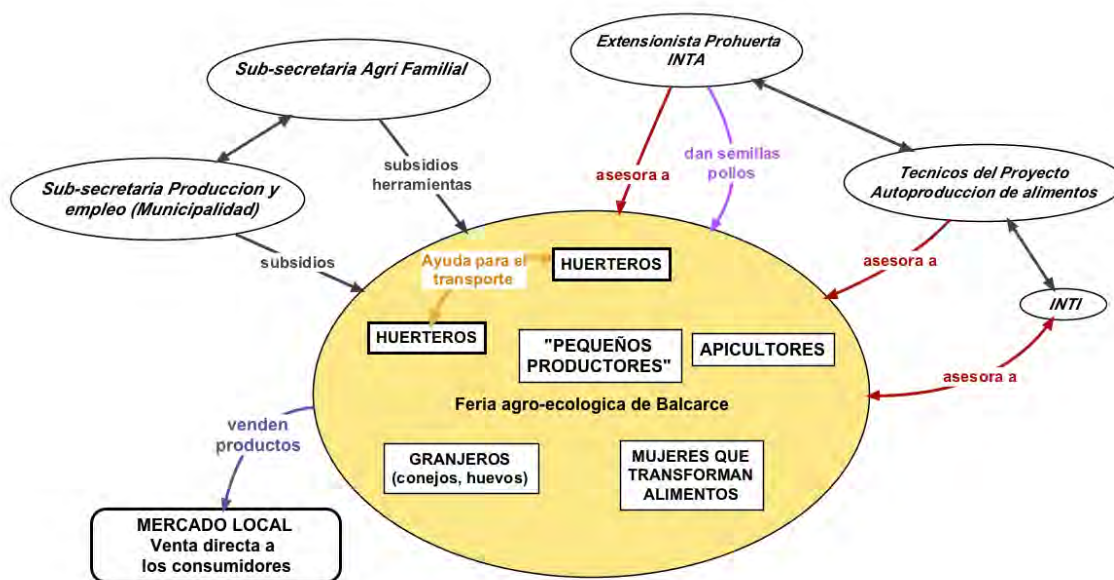 Extensionista Prohuerta
INTA
Sub-secretaria Agri Familial
Sub-secretaria Produccion y
empleo (Municipalidad)
Tecnicos del Proyecto
Autoproduccion de alimentos
subsidios
herramientas
asesora a
dan semillas
pollos
subsidios
asesora a
INTI
asesora a
Ayuda para el
transporte
HUERTEROS
HUERTEROS
"PEQUEÑOS
PRODUCTORES"
APICULTORES
Feria agro-ecologica de Balcarce
GRANJEROS
(conejos, huevos)
MUJERES QUE
TRANSFORMAN
ALIMENTOS
venden
productos
MERCADO LOCAL
Venta directa a
los consumidores